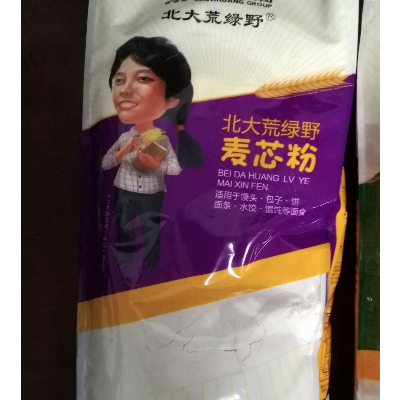 北大荒绿野®
北大荒绿野
麦芯粉
BEI DA HUANG LV YE
MAI XIN FEN
适用于馒头·包子·饼
面条·水饺·馄饨等面食